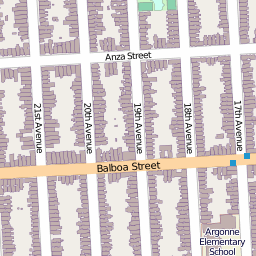 Anza Street
21st Avenue
20th Avenue
19th Avenue
18th Avenue
17th Avenue
Balboa Street
Argonne
Elementary
School